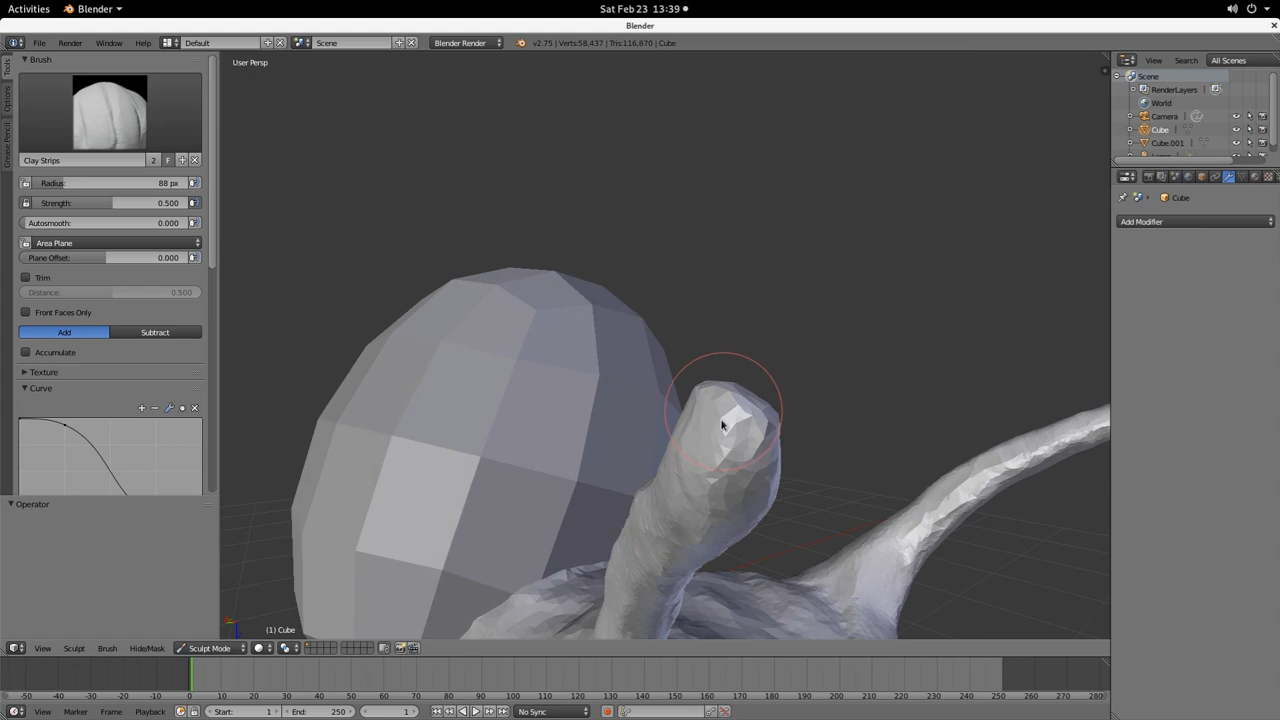 Activities Blender Sat Feb 23 13:39
Blender
File Render Window Help Default Scene Blender Render v2.75 | Verts:58,437 | Tris:116,870 | Cube
Tools
Options
Grease Pencil
Brush
Clay Strips 2 F
Radius: 88 px
Strength: 0.500
Autosmooth: 0.000
Area Plane
Plane Offset: 0.000
Trim
Distance: 0.500
Front Faces Only
Add Subtract
Accumulate
Texture
Curve
Operator
User Persp
(1) Cube
View Search All Scenes
Scene
RenderLayers
World
Camera
Cube
Cube.001
Cube
Add Modifier
View Sculpt Brush Hide/Mask Sculpt Mode
-50 -40 -30 -20 -10 0 10 20 30 40 50 60 70 80 90 100 110 120 130 140 150 160 170 180 190 200 210 220 230 240 250 260 270 280
View Marker Frame Playback Start: 1 End: 250 1 No Sync